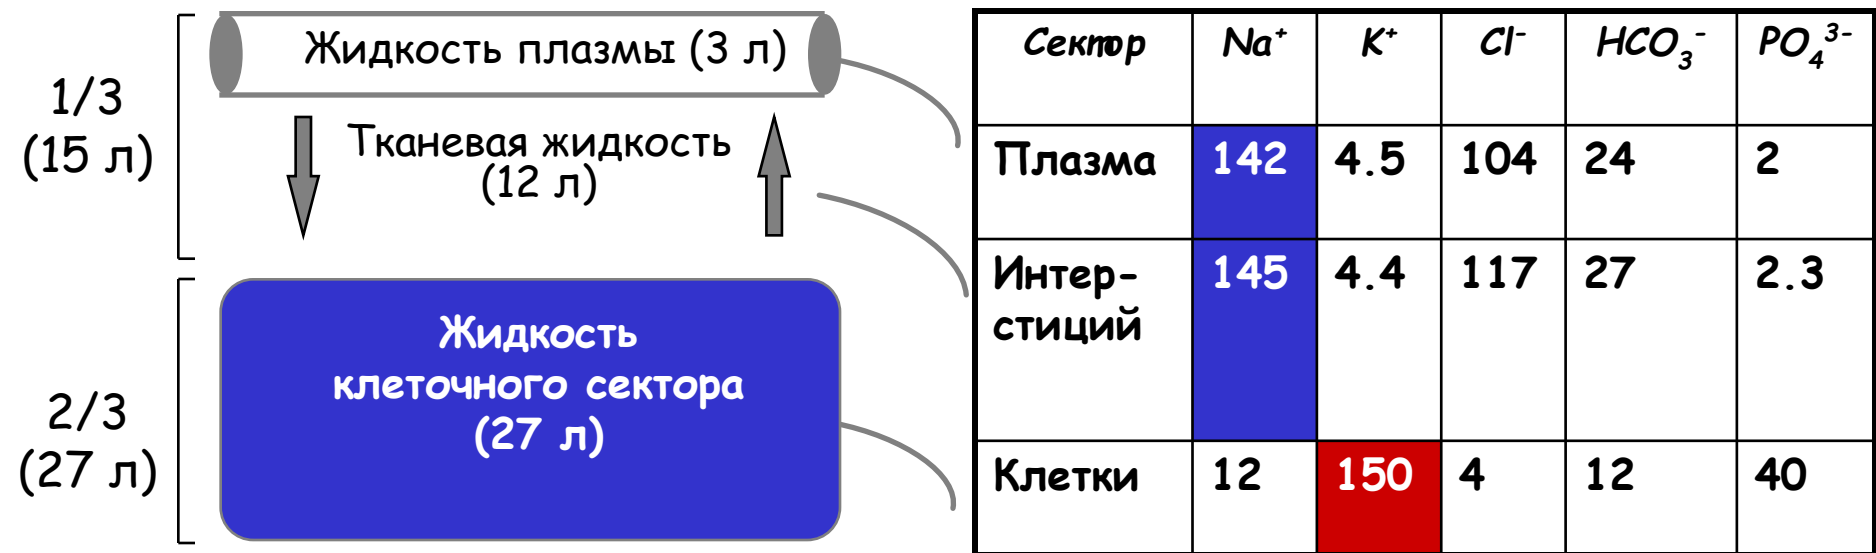 1/3
(15 л)
Жидкость плазмы (3 л)
Тканевая жидкость
(12 л)
2/3
(27 л)
Жидкость
клеточного сектора
(27 л)
Сектор Na⁺ K⁺ Cl⁻ HCO₃⁻ PO₄³⁻
Плазма 142 4.5 104 24 2
Интер- 145 4.4 117 27 2.3
стиций
Клетки 12 150 4 12 40